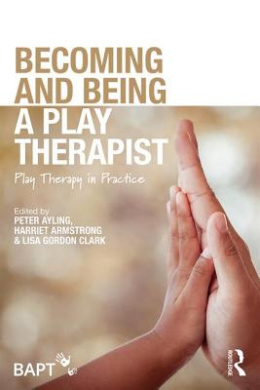 BECOMING
AND BEING
A PLAY
THERAPIST
Play Therapy in Practice
Edited by
PETER AYLING,
HARRIET ARMSTRONG
& LISA GORDON CLARK
BAPT
R
ROUTLEDGE